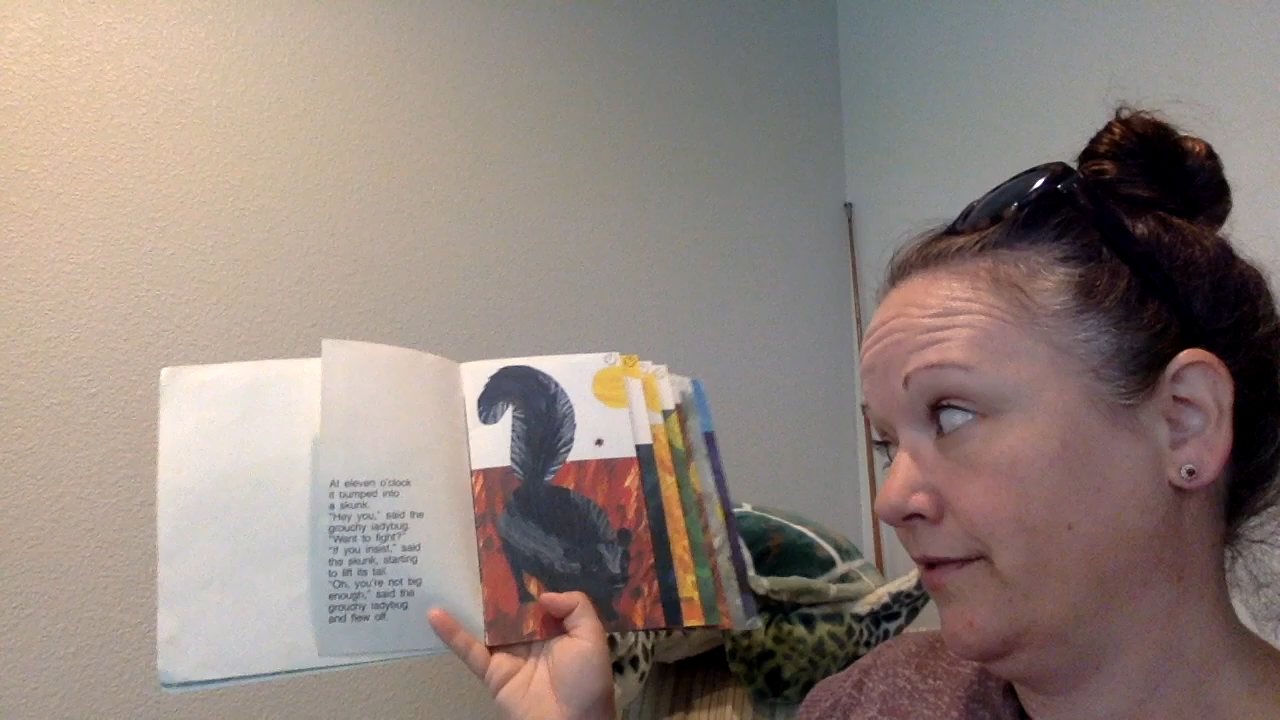 At eleven o'clock
it bumped into
a skunk.
"Hey you," said the
grouchy ladybug.
"Want to fight?"
"If you insist," said
the skunk, starting
to lift its tail.
"Oh, you're not big
enough," said the
grouchy ladybug
and flew off.